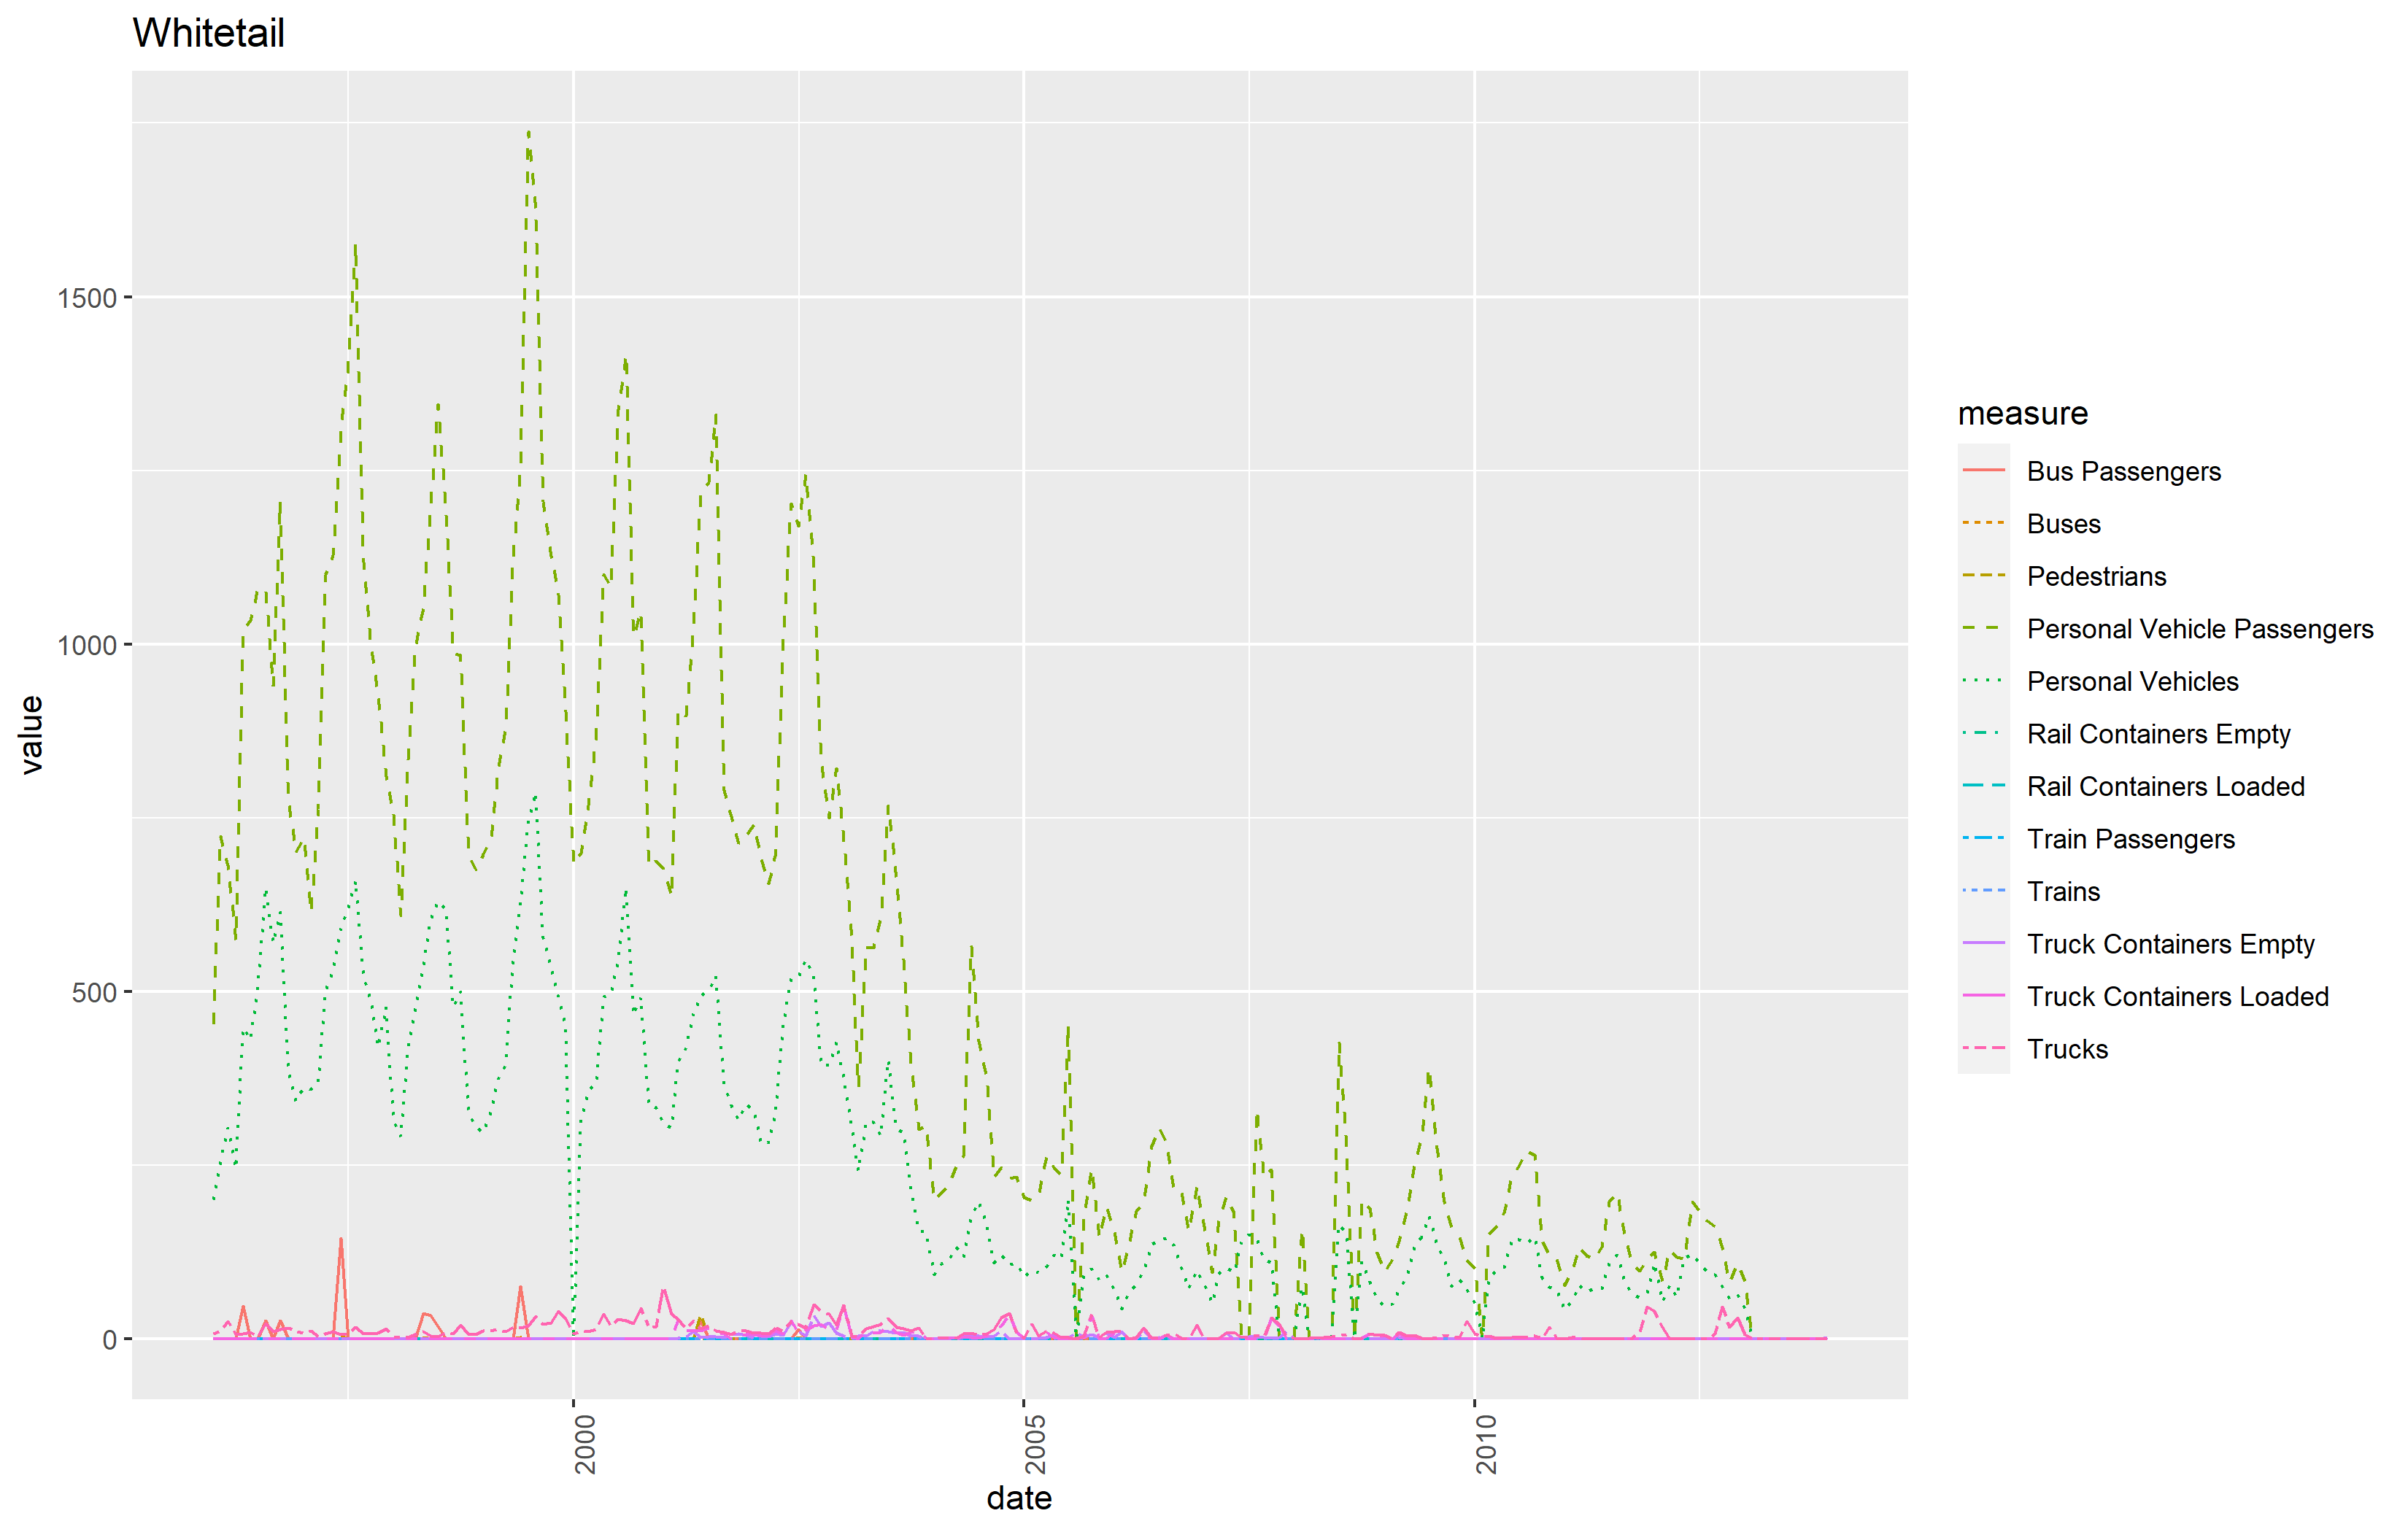 Whitetail
1500
1000
500
0
value
2000
2005
2010
date
measure
Bus Passengers
Buses
Pedestrians
Personal Vehicle Passengers
Personal Vehicles
Rail Containers Empty
Rail Containers Loaded
Train Passengers
Trains
Truck Containers Empty
Truck Containers Loaded
Trucks